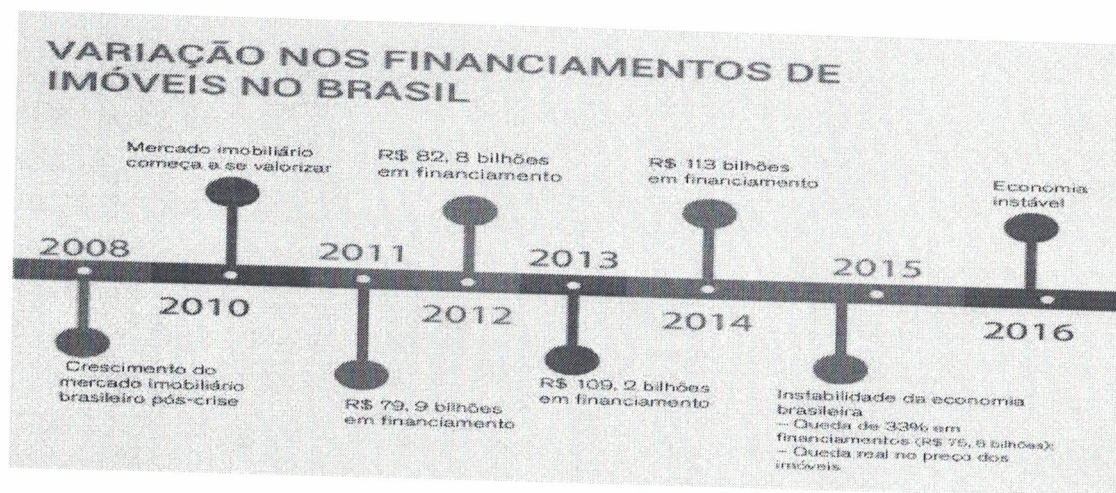 VARIAÇÃO NOS FINANCIAMENTOS DE
IMÓVEIS NO BRASIL
2008
Crescimento do
mercado imobiliário
brasileiro pós-crise
Mercado imobiliário
começa a se valorizar
2010
2011
R$ 79, 9 bilhões
em financiamento
R$ 82, 8 bilhões
em financiamento
2012
2013
R$ 109, 2 bilhões
em financiamento
R$ 113 bilhões
em financiamento
2014
2015
Instabilidade da economia
brasileira
– Queda de 33% em
financiamentos (R$ 75, 6 bilhões);
– Queda real no preço dos
imóveis
Economia
instável
2016